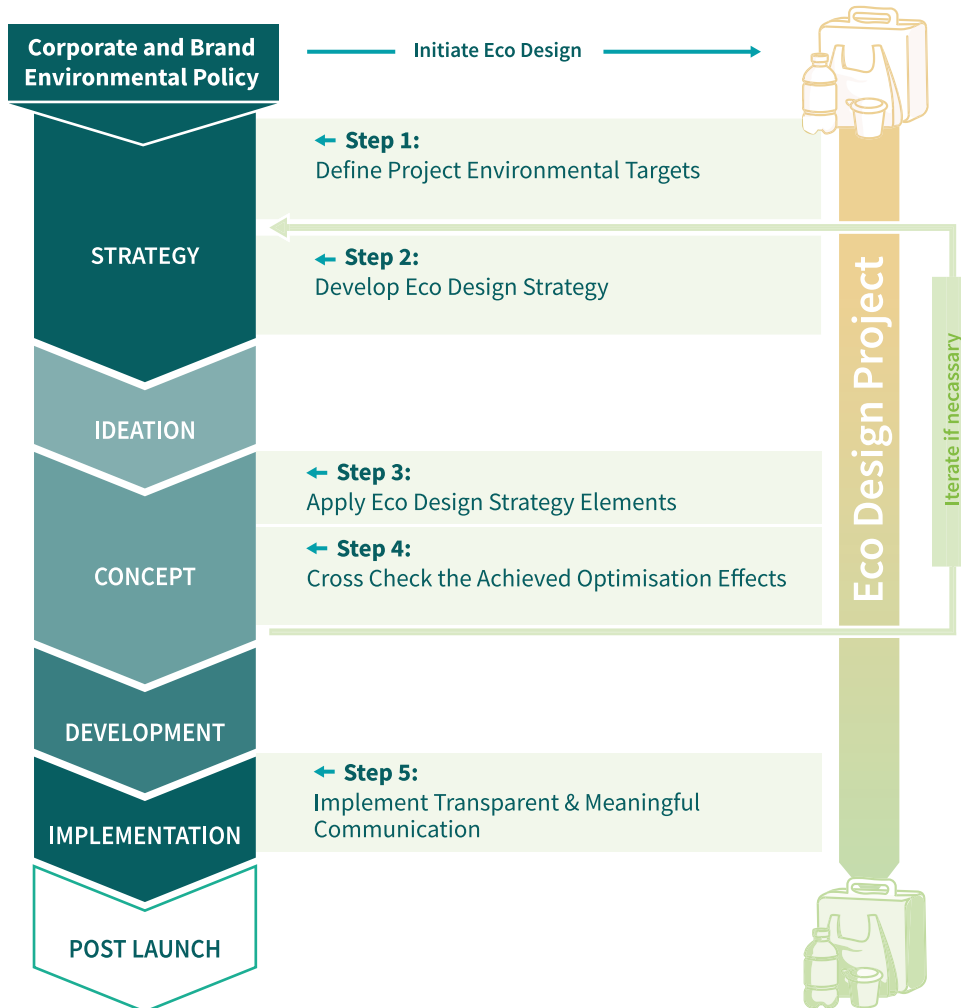 Corporate and Brand
Environmental Policy
Initiate Eco Design
Step 1:
Define Project Environmental Targets
STRATEGY
Step 2:
Develop Eco Design Strategy
IDEATION
Step 3:
Apply Eco Design Strategy Elements
CONCEPT
Step 4:
Cross Check the Achieved Optimisation Effects
DEVELOPMENT
Step 5:
Implement Transparent & Meaningful
Communication
IMPLEMENTATION
POST LAUNCH
Eco Design Project
Iterate if necassary